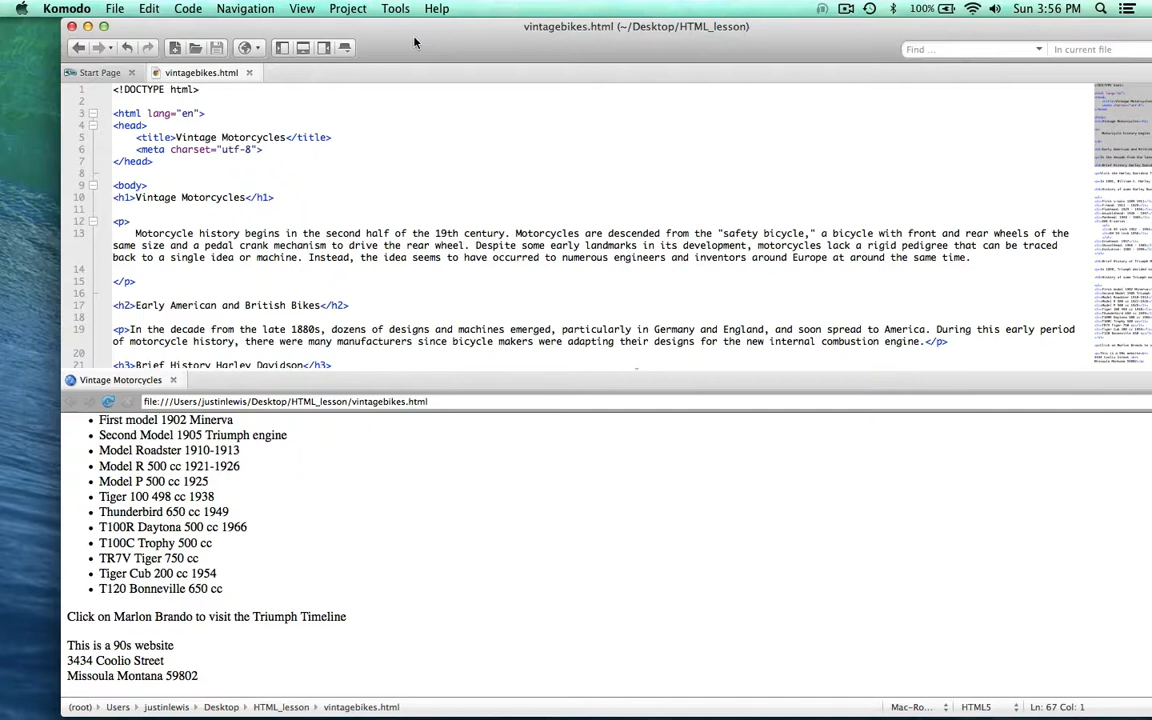 Komodo File Edit Code Navigation View Project Tools Help 100% Sun 3:56 PM
vintagebikes.html (~/Desktop/HTML_lesson)
Find ... In current file
Start Page vintagebikes.html
1 <!DOCTYPE html>
2
3 <html lang="en">
4 <head>
5 <title>Vintage Motorcycles</title>
6 <meta charset="utf-8">
7 </head>
8
9 <body>
10 <h1>Vintage Motorcycles</h1>
11
12 <p>
13 Motorcycle history begins in the second half of the 19th century. Motorcycles are descended from the "safety bicycle," a bicycle with front and rear wheels of the
same size and a pedal crank mechanism to drive the rear wheel. Despite some early landmarks in its development, motorcycles lack a rigid pedigree that can be traced
back to a single idea or machine. Instead, the idea seems to have occurred to numerous engineers and inventors around Europe at around the same time.
14
15 </p>
16
17 <h2>Early American and British Bikes</h2>
18
19 <p>In the decade from the late 1880s, dozens of designs and machines emerged, particularly in Germany and England, and soon spread to America. During this early period
of motorcycle history, there were many manufacturers since bicycle makers were adapting their designs for the new internal combustion engine.</p>
20
21 <h3>Brief History Harley Davidson</h3>
Vintage Motorcycles
file:///Users/justinlewis/Desktop/HTML_lesson/vintagebikes.html
• First model 1902 Minerva
• Second Model 1905 Triumph engine
• Model Roadster 1910-1913
• Model R 500 cc 1921-1926
• Model P 500 cc 1925
• Tiger 100 498 cc 1938
• Thunderbird 650 cc 1949
• T100R Daytona 500 cc 1966
• T100C Trophy 500 cc
• TR7V Tiger 750 cc
• Tiger Cub 200 cc 1954
• T120 Bonneville 650 cc
Click on Marlon Brando to visit the Triumph Timeline
This is a 90s website
3434 Coolio Street
Missoula Montana 59802
(root) Users justinlewis Desktop HTML_lesson vintagebikes.html Mac-Ro... HTML5 Ln: 67 Col: 1